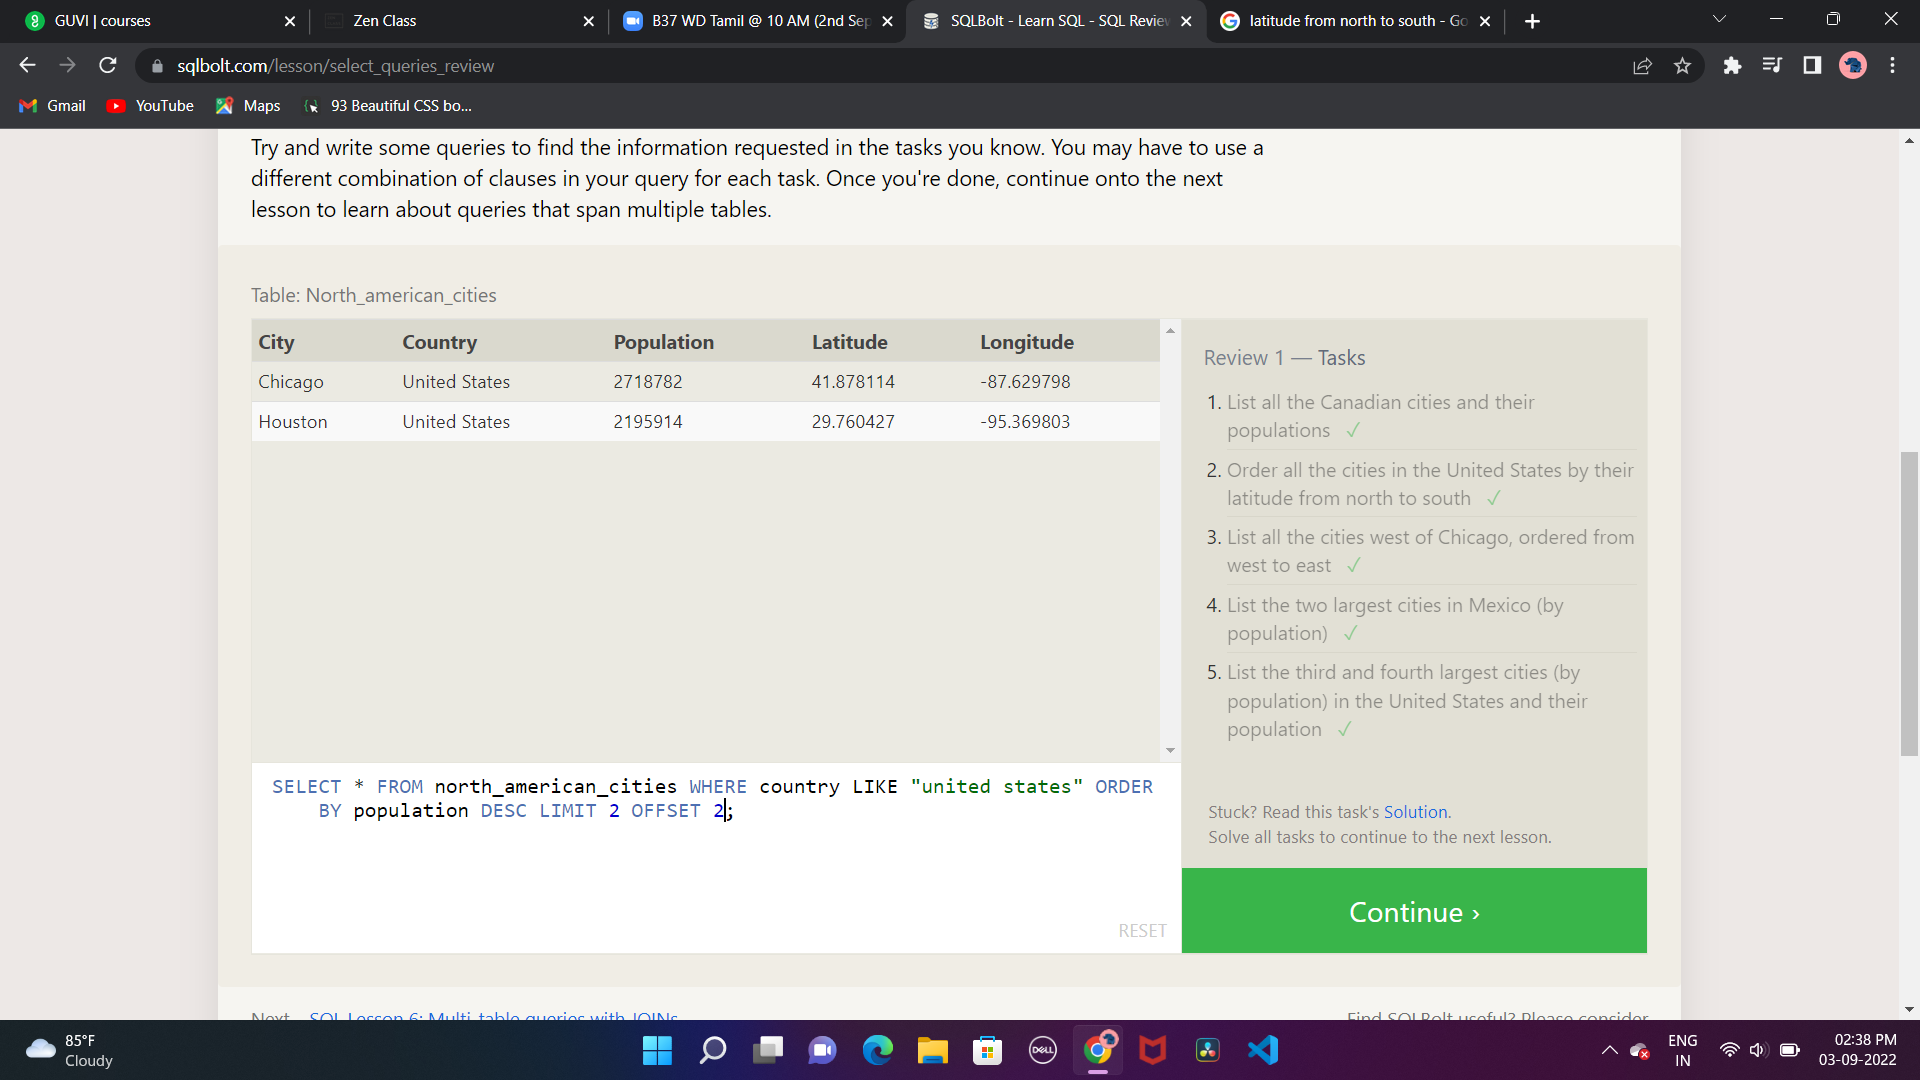 GUVI | courses
Zen Class
B37 WD Tamil @ 10 AM (2nd Sep
SQLBolt - Learn SQL - SQL Review
latitude from north to south - Go
sqlbolt.com/lesson/select_queries_review
Gmail
YouTube
Maps
93 Beautiful CSS bo...
Try and write some queries to find the information requested in the tasks you know. You may have to use a
different combination of clauses in your query for each task. Once you're done, continue onto the next
lesson to learn about queries that span multiple tables.
Table: North_american_cities
City Country Population Latitude Longitude
Chicago United States 2718782 41.878114 -87.629798
Houston United States 2195914 29.760427 -95.369803
Review 1 — Tasks
1. List all the Canadian cities and their
populations ✓
2. Order all the cities in the United States by their
latitude from north to south ✓
3. List all the cities west of Chicago, ordered from
west to east ✓
4. List the two largest cities in Mexico (by
population) ✓
5. List the third and fourth largest cities (by
population) in the United States and their
population ✓
SELECT * FROM north_american_cities WHERE country LIKE "united states" ORDER
BY population DESC LIMIT 2 OFFSET 2;
RESET
Stuck? Read this task's Solution.
Solve all tasks to continue to the next lesson.
Continue ›
Next – SQL Lesson 6: Multi-table queries with JOINs
Find SQLBolt useful? Please consider
85°F
Cloudy
DELL
ENG
IN
02:38 PM
03-09-2022